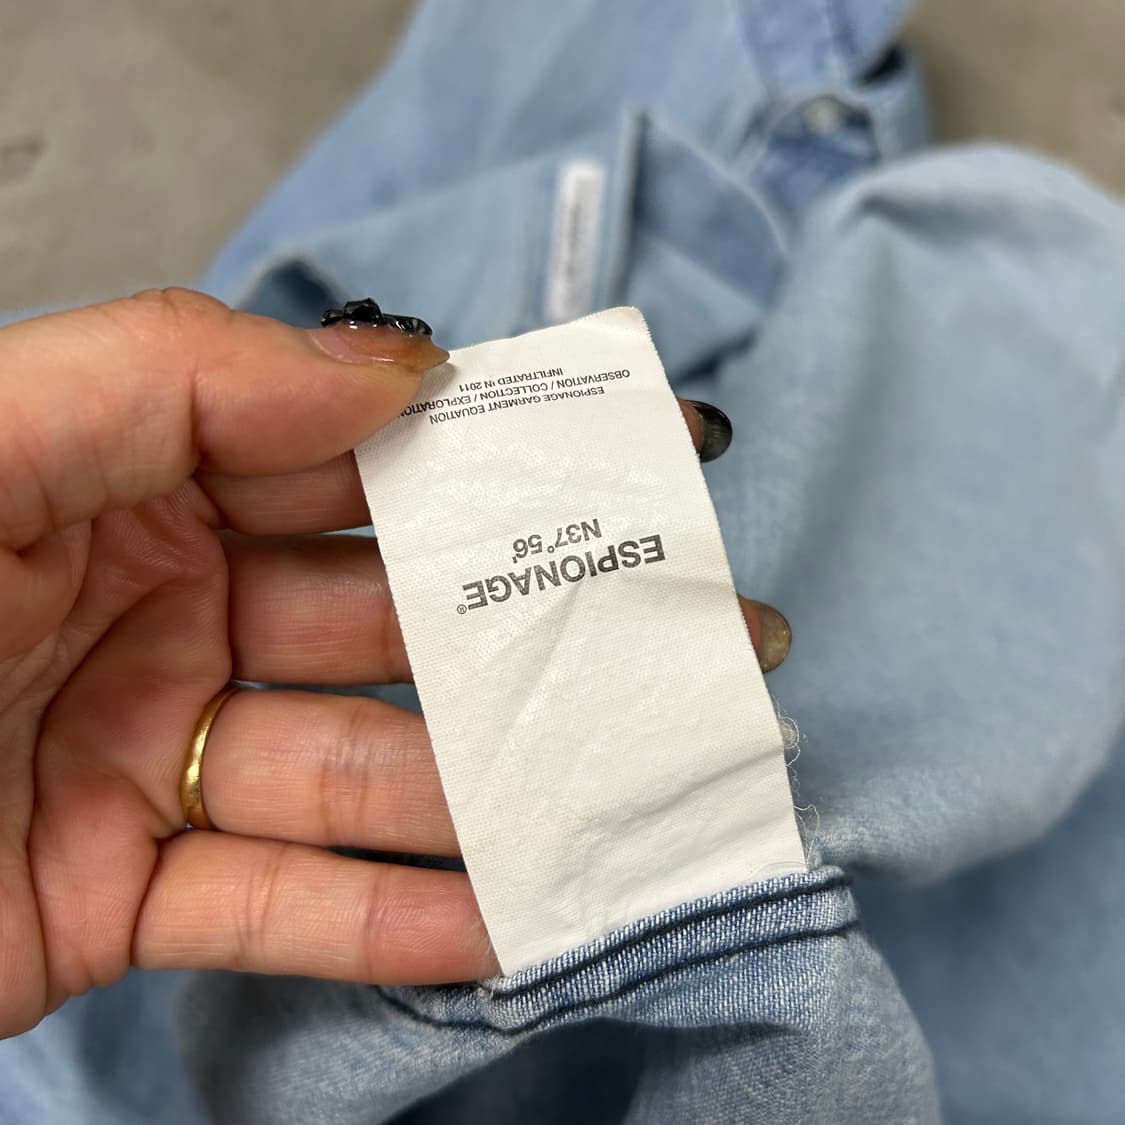 ESPIONAGE®
N37°56'
ESPIONAGE GARMENT EQUATION
OBSERVATION / COLLECTION / EXPLORATION
INFILTRATED IN 2011